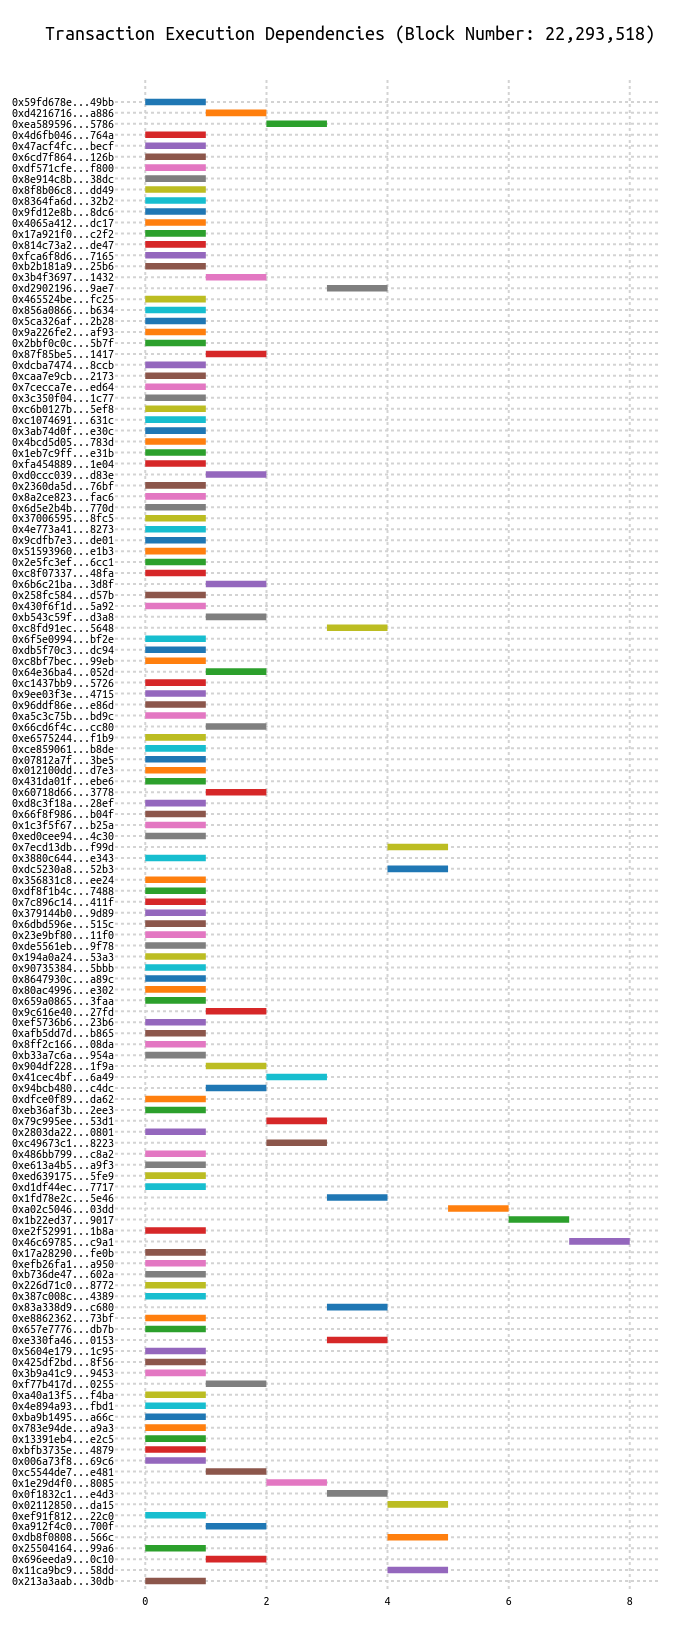 Transaction Execution Dependencies (Block Number: 22,293,518)
0x59fd678e...49bb
0xd4216716...a886
0xea589596...5786
0x4d6fb046...764a
0x47acf4fc...becf
0x6cd7f864...126b
0xdf571cfe...f800
0x8e914c8b...38dc
0x8f8b06c8...dd49
0x8364fa6d...32b2
0x9fd12e8b...8dc6
0x4065a412...dc17
0x17a921f0...c2f2
0x814c73a2...de47
0xfca6f8d6...7165
0xb2b181a9...25b6
0x3b4f3697...1432
0xd2902196...9ae7
0x465524be...fc25
0x856a0866...b634
0x5ca326af...2b28
0x9a226fe2...af93
0x2bbf0c0c...5b7f
0x87f85be5...1417
0xdcba7474...8ccb
0xcaa7e9cb...2173
0x7cecca7e...ed64
0x3c350f04...1c77
0xc6b0127b...5ef8
0xc1074691...631c
0x3ab74d0f...e30c
0x4bcd5d05...783d
0x1eb7c9ff...e31b
0xfa454889...1e04
0xd0ccc039...d83e
0x2360da5d...76bf
0x8a2ce823...fac6
0x6d5e2b4b...770d
0x37006595...8fc5
0x4e773a41...8273
0x9cdfb7e3...de01
0x51593960...e1b3
0x2e5fc3ef...6cc1
0xc8f07337...48fa
0x6b6c21ba...3d8f
0x258fc584...d57b
0x430f6f1d...5a92
0xb543c59f...d3a8
0xc8fd91ec...5648
0x6f5e0994...bf2e
0xdb5f70c3...dc94
0xc8bf7bec...99eb
0x64e36ba4...052d
0xc1437bb9...5726
0x9ee03f3e...4715
0x96ddf86e...e86d
0xa5c3c75b...bd9c
0x66cd6f4c...cc80
0xe6575244...f1b9
0xce859061...b8de
0x07812a7f...3be5
0x012100dd...d7e3
0x431da01f...ebe6
0x60718d66...3778
0xd8c3f18a...28ef
0x66f8f986...b04f
0x1c3f5f67...b25a
0xed0cee94...4c30
0x7ecd13db...f99d
0x3880c644...e343
0xdc5230a8...52b3
0x356831c8...ee24
0xdf8f1b4c...7488
0x7c896c14...411f
0x379144b0...9d89
0x6dbd596e...515c
0x23e9bf80...11f0
0xde5561eb...9f78
0x194a0a24...53a3
0x90735384...5bbb
0x8647930c...a89c
0x80ac4996...e302
0x659a0865...3faa
0x9c616e40...27fd
0xef5736b6...23b6
0xafb5dd7d...b865
0x8ff2c166...08da
0xb33a7c6a...954a
0x904df228...1f9a
0x41cec4bf...6a49
0x94bcb480...c4dc
0xdfce0f89...da62
0xeb36af3b...2ee3
0x79c995ee...53d1
0x2803da22...0801
0xc49673c1...8223
0x486bb799...c8a2
0xe613a4b5...a9f3
0xed639175...5fe9
0xd1df44ec...7717
0x1fd78e2c...5e46
0xa02c5046...03dd
0x1b22ed37...9017
0xe2f52991...1b8a
0x46c69785...c9a1
0x17a28290...fe0b
0xefb26fa1...a950
0xb736de47...602a
0x226d71c0...8772
0x387c008c...4389
0x83a338d9...c680
0xe8862362...73bf
0x657e7776...db7b
0xe330fa46...0153
0x5604e179...1c95
0x425df2bd...8f56
0x3b9a41c9...9453
0xf77b417d...0255
0xa40a13f5...f4ba
0x4e894a93...fbd1
0xba9b1495...a66c
0x783e94de...a9a3
0x13391eb4...e2c5
0xbfb3735e...4879
0x006a73f8...69c6
0xc5544de7...e481
0x1e29d4f0...8085
0x0f1832c1...e4d3
0x02112850...da15
0xef91f812...22c0
0xa912f4c0...700f
0xdb8f0808...566c
0x25504164...99a6
0x696eeda9...0c10
0x11ca9bc9...58dd
0x213a3aab...30db
0 2 4 6 8